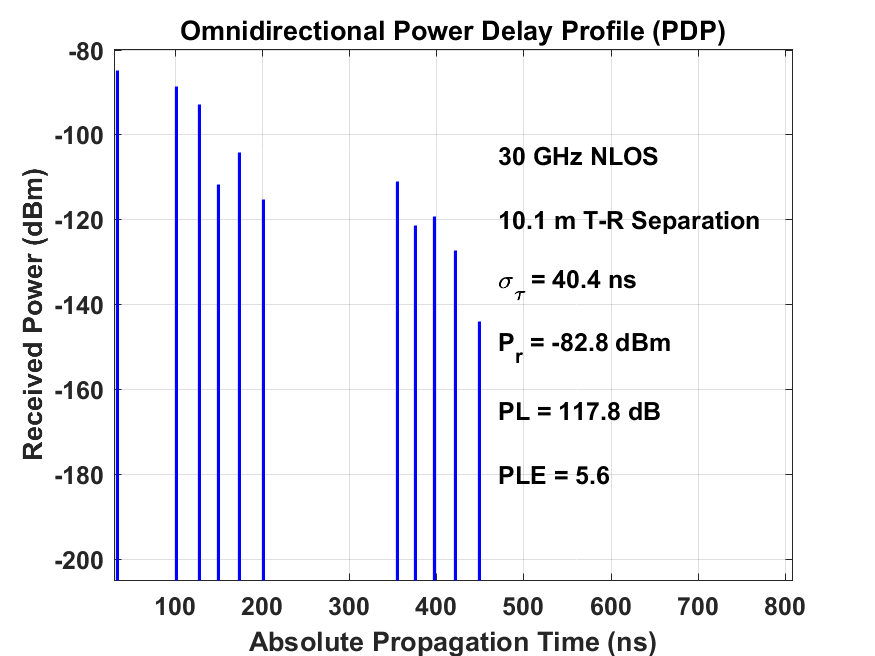 Omnidirectional Power Delay Profile (PDP)
Received Power (dBm)
-80
-100
-120
-140
-160
-180
-200
30 GHz NLOS
10.1 m T-R Separation
σ_τ = 40.4 ns
P_r = -82.8 dBm
PL = 117.8 dB
PLE = 5.6
100 200 300 400 500 600 700 800
Absolute Propagation Time (ns)